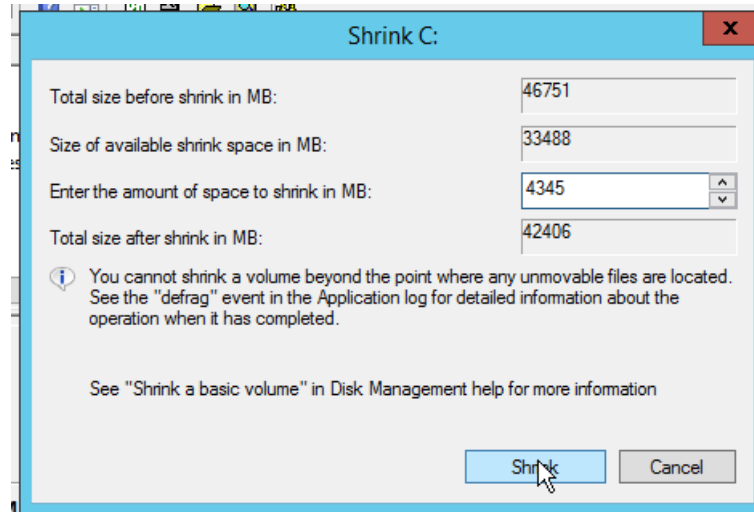 Shrink C:
x
Total size before shrink in MB: 46751
Size of available shrink space in MB: 33488
Enter the amount of space to shrink in MB: 4345
Total size after shrink in MB: 42406
You cannot shrink a volume beyond the point where any unmovable files are located.
See the "defrag" event in the Application log for detailed information about the
operation when it has completed.
See "Shrink a basic volume" in Disk Management help for more information
Shrink Cancel